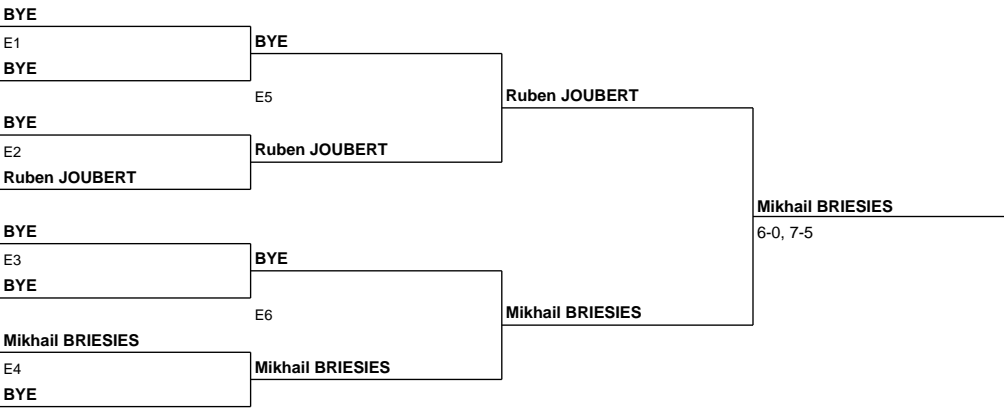 BYE
E1
BYE
BYE
E5
BYE
E2
Ruben JOUBERT
Ruben JOUBERT
Ruben JOUBERT
BYE
E3
BYE
BYE
E6
Mikhail BRIESIES
E4
BYE
Mikhail BRIESIES
Mikhail BRIESIES
Mikhail BRIESIES
6-0, 7-5